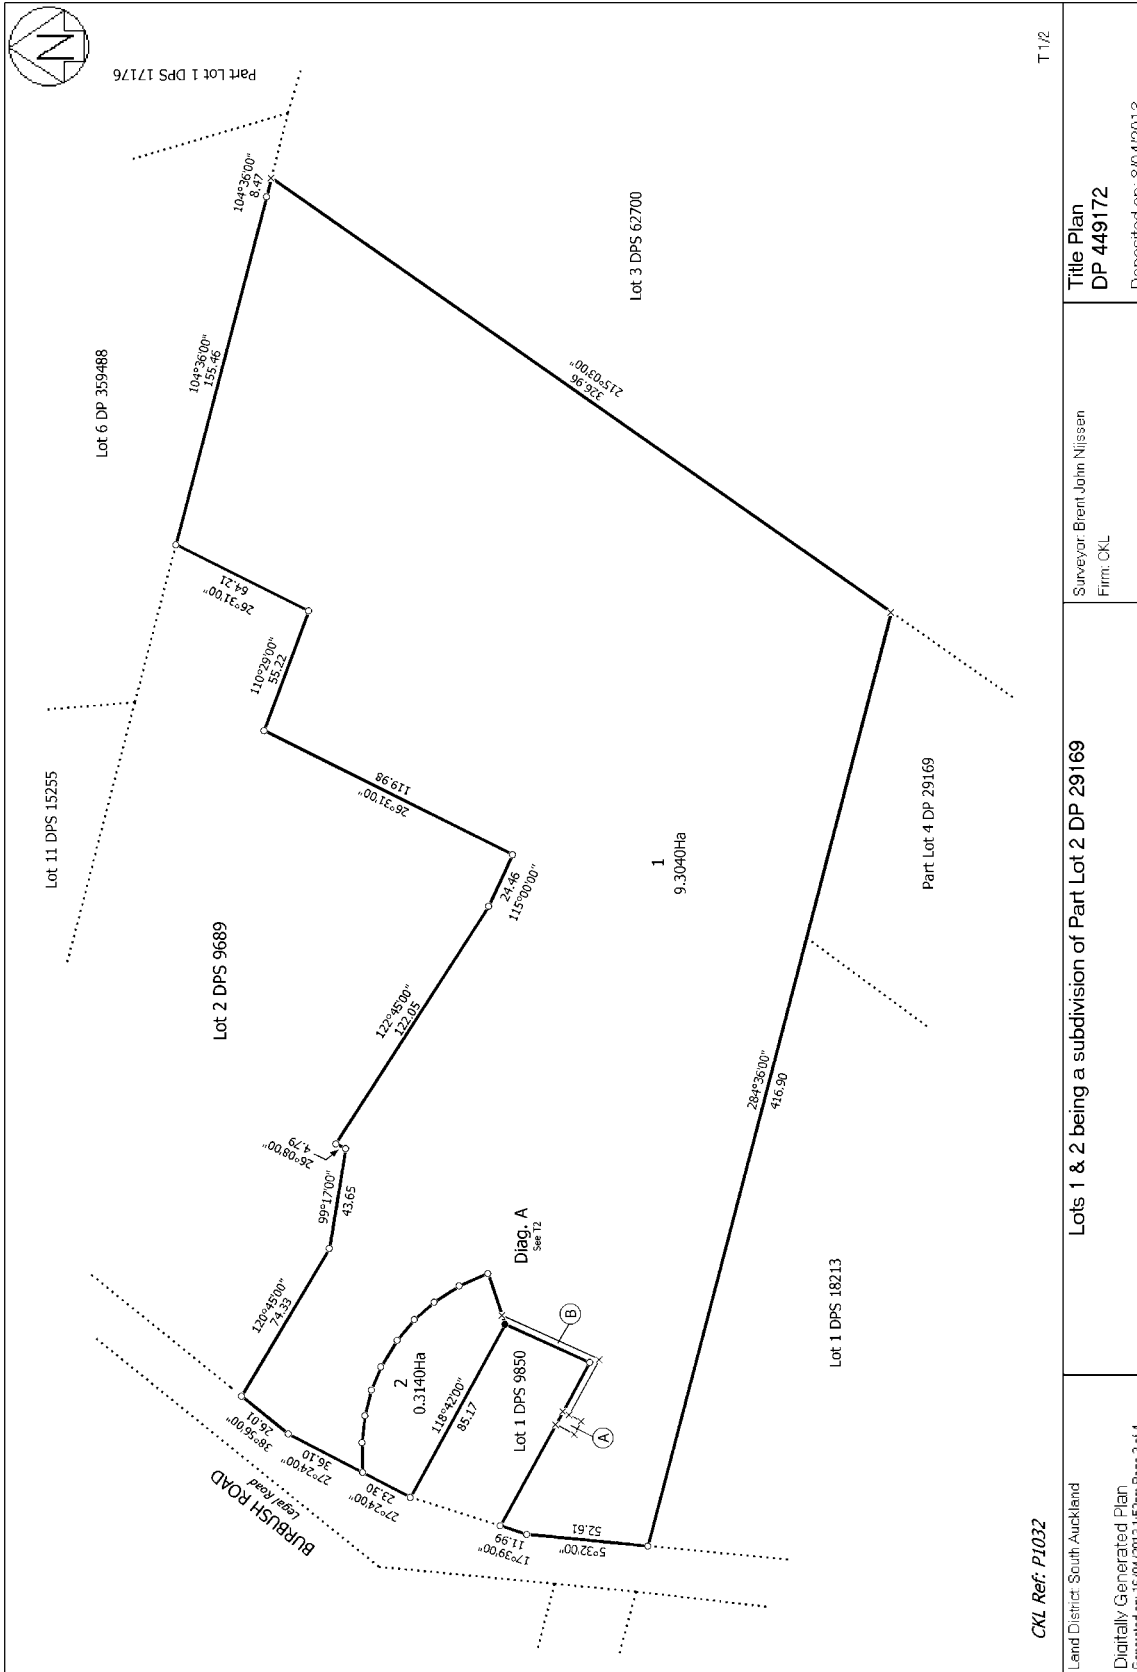 N
Part Lot 1 DPS 17176
T 1/2
104°36'00"
8.47
Lot 6 DP 359488
104°36'00"
155.46
Lot 3 DPS 62700
215°03'00"
326.96
26°31'00"
64.21
110°29'00"
55.22
Lot 11 DPS 15255
119.98
26°31'00"
Lot 2 DPS 9689
24.46
115°00'00"
1
9.3040Ha
Part Lot 4 DP 29169
122°45'00"
122.05
26°08'00"
4.79
99°17'00"
43.65
284°36'00"
416.90
120°45'00"
74.33
Diag. A
See T2
B
2
0.3140Ha
118°42'00"
85.17
Lot 1 DPS 9850
A
Lot 1 DPS 18213
26.01
38°56'00"
36.10
27°24'00"
23.30
27°24'00"
BURBUSH ROAD
Legal Road
11.99
17°39'00"
52.61
5°32'00"
CKL Ref: P1032
Land District: South Auckland
Digitally Generated Plan
Lots 1 & 2 being a subdivision of Part Lot 2 DP 29169
Surveyor: Brent John Nijssen
Firm: CKL
Title Plan
DP 449172